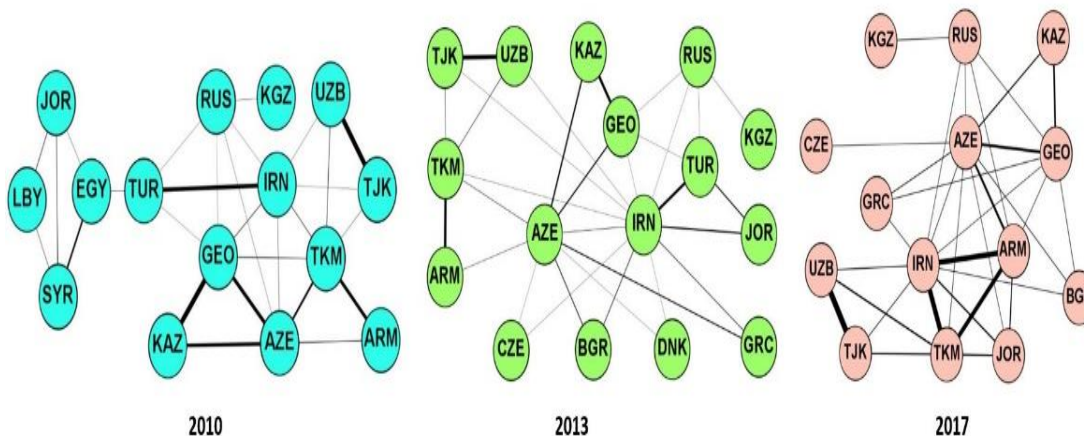 JOR
RUS
KGZ
UZB
LBY
EGY
TUR
IRN
TJK
SYR
GEO
TKM
KAZ
AZE
ARM
2010
TJK
UZB
KAZ
RUS
GEO
KGZ
TKM
TUR
AZE
IRN
JOR
ARM
CZE
BGR
DNK
GRC
2013
KGZ
RUS
KAZ
CZE
AZE
GEO
GRC
UZB
IRN
ARM
BG
TJK
TKM
JOR
2017